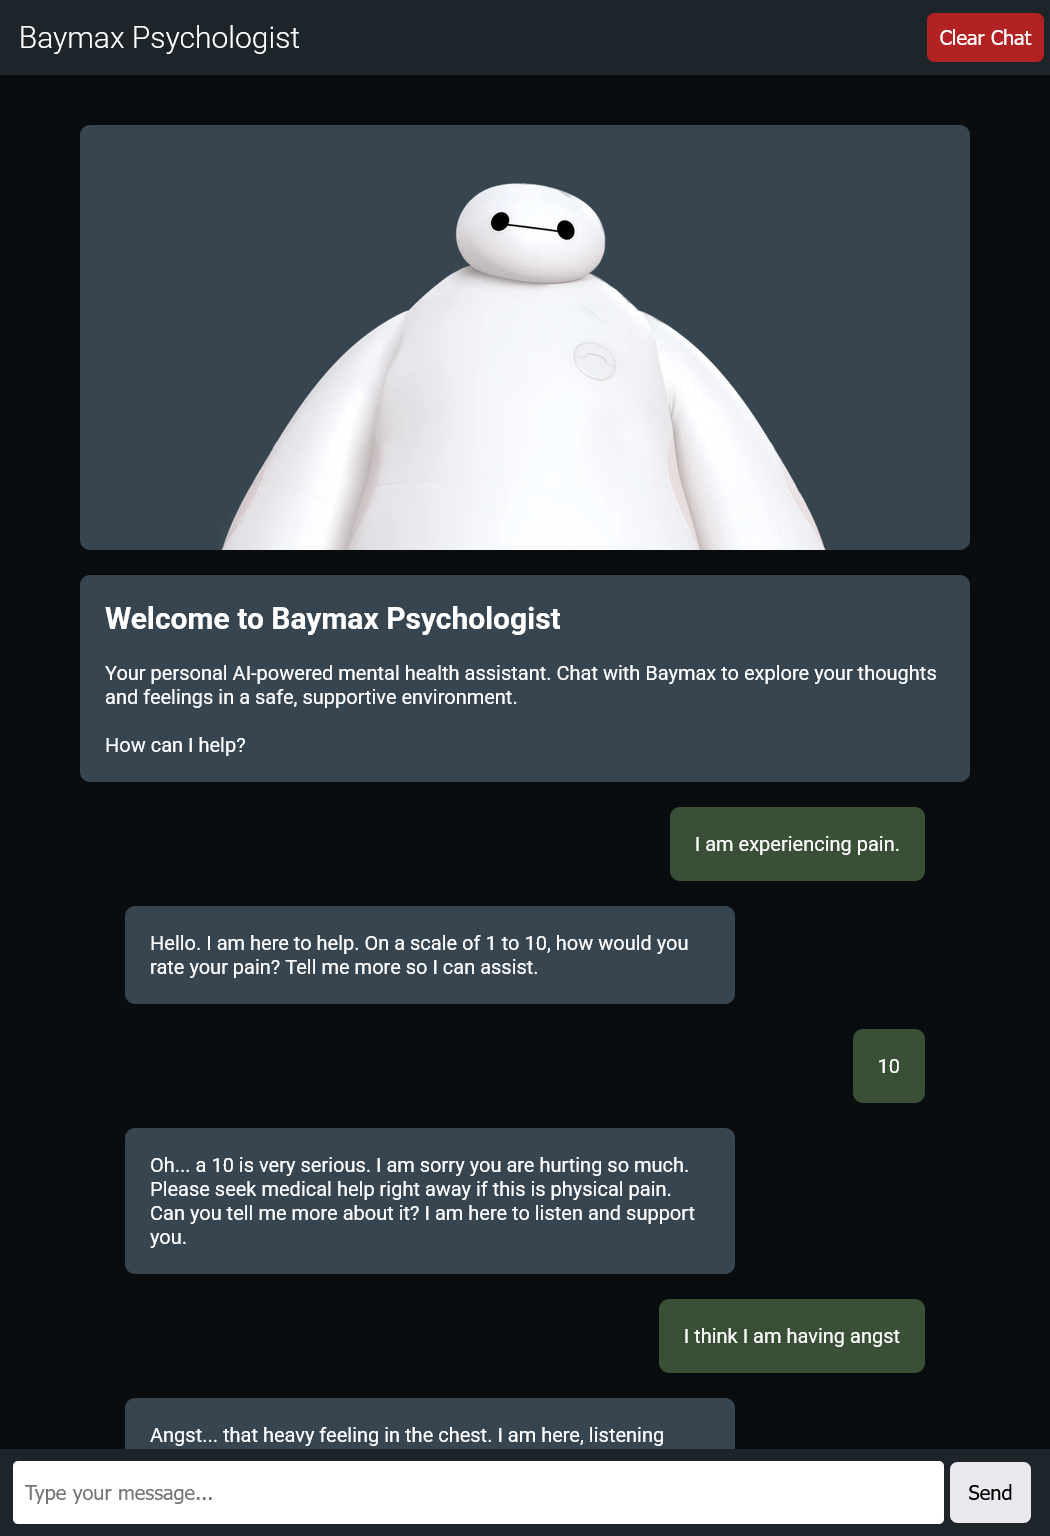 Baymax Psychologist
Clear Chat
Welcome to Baymax Psychologist
Your personal AI-powered mental health assistant. Chat with Baymax to explore your thoughts
and feelings in a safe, supportive environment.
How can I help?
I am experiencing pain.
Hello. I am here to help. On a scale of 1 to 10, how would you
rate your pain? Tell me more so I can assist.
10
Oh... a 10 is very serious. I am sorry you are hurting so much.
Please seek medical help right away if this is physical pain.
Can you tell me more about it? I am here to listen and support
you.
I think I am having angst
Angst... that heavy feeling in the chest. I am here, listening
Type your message...
Send